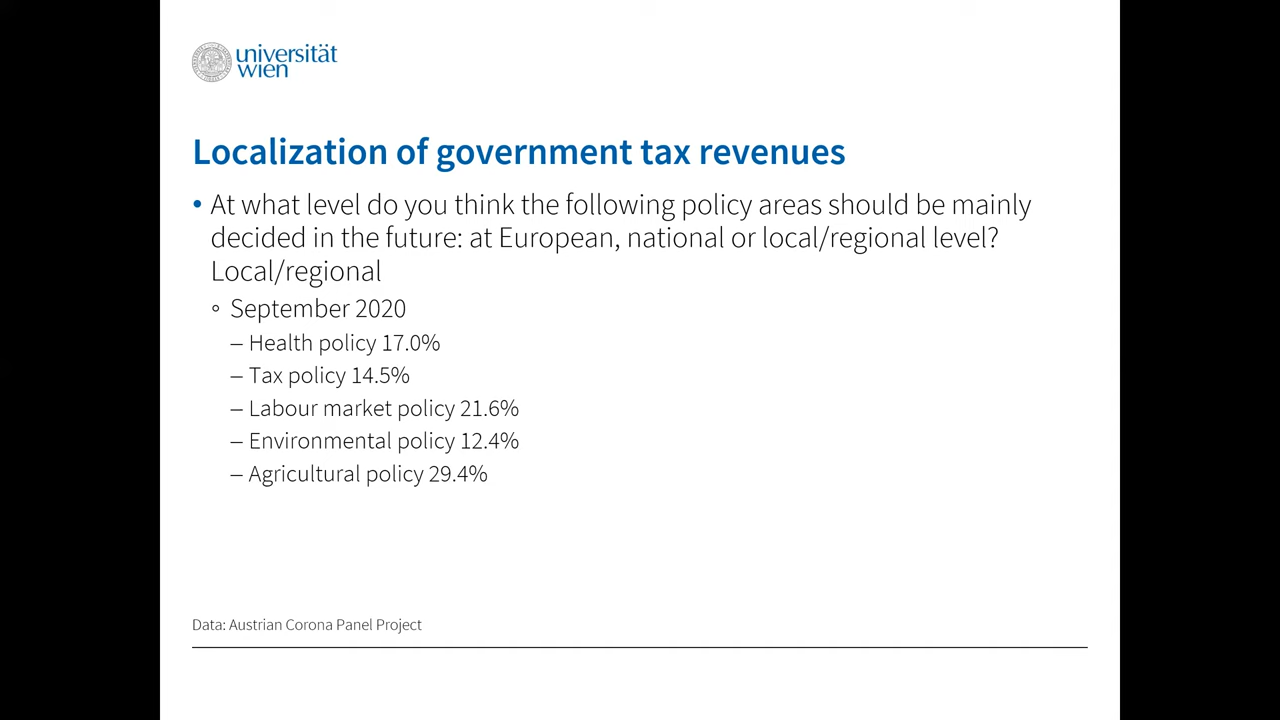 universität
wien
Localization of government tax revenues
• At what level do you think the following policy areas should be mainly
decided in the future: at European, national or local/regional level?
Local/regional
◦ September 2020
– Health policy 17.0%
– Tax policy 14.5%
– Labour market policy 21.6%
– Environmental policy 12.4%
– Agricultural policy 29.4%
Data: Austrian Corona Panel Project